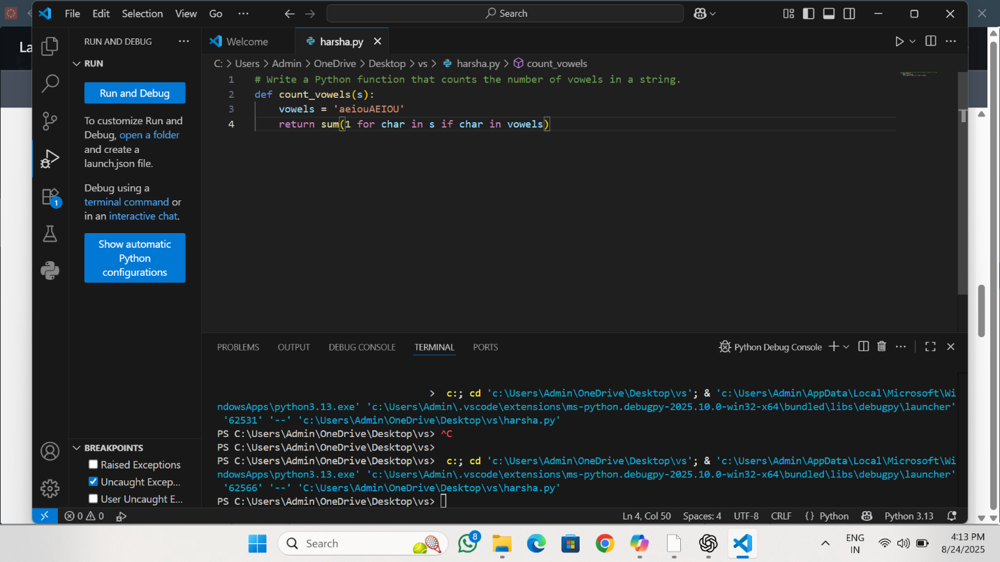 La
File Edit Selection View Go ··· Search
RUN AND DEBUG ···
RUN
Run and Debug
To customize Run and
Debug, open a folder
and create a
launch.json file.
Debug using a
terminal command or
in an interactive chat.
Show automatic
Python
configurations
1
BREAKPOINTS
Raised Exceptions
Uncaught Excep...
User Uncaught E...
Welcome harsha.py
C: > Users > Admin > OneDrive > Desktop > vs > harsha.py > count_vowels
1 # Write a Python function that counts the number of vowels in a string.
2 def count_vowels(s):
3 vowels = 'aeiouAEIOU'
4 return sum(1 for char in s if char in vowels)
PROBLEMS OUTPUT DEBUG CONSOLE TERMINAL PORTS Python Debug Console
> c:; cd 'c:\Users\Admin\OneDrive\Desktop\vs'; & 'c:\Users\Admin\AppData\Local\Microsoft\Wi
ndowsApps\python3.13.exe' 'c:\Users\Admin\.vscode\extensions\ms-python.debugpy-2025.10.0-win32-x64\bundled\libs\debugpy\launcher'
'62531' '--' 'c:\Users\Admin\OneDrive\Desktop\vs\harsha.py'
PS C:\Users\Admin\OneDrive\Desktop\vs> ^C
PS C:\Users\Admin\OneDrive\Desktop\vs>
PS C:\Users\Admin\OneDrive\Desktop\vs> c:; cd 'c:\Users\Admin\OneDrive\Desktop\vs'; & 'c:\Users\Admin\AppData\Local\Microsoft\Wi
ndowsApps\python3.13.exe' 'c:\Users\Admin\.vscode\extensions\ms-python.debugpy-2025.10.0-win32-x64\bundled\libs\debugpy\launcher'
'62566' '--' 'C:\Users\Admin\OneDrive\Desktop\vs\harsha.py'
PS C:\Users\Admin\OneDrive\Desktop\vs>
0 0 Ln 4, Col 50 Spaces: 4 UTF-8 CRLF {} Python Python 3.13
Search 8 ENG 4:13 PM
IN 8/24/2025